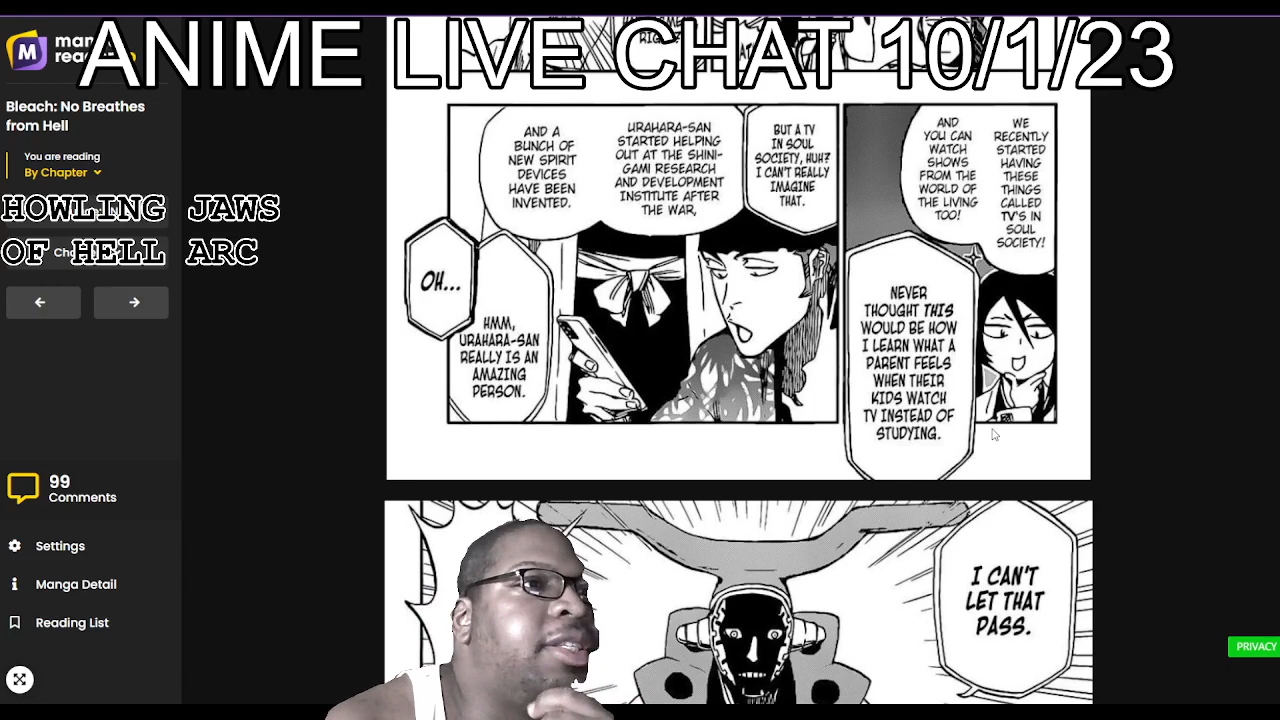 ANIME LIVE CHAT 10/1/23
Bleach: No Breathes
from Hell
You are reading
By Chapter
HOWLING JAWS
OF HELL ARC
99
Comments
Settings
Manga Detail
Reading List
WE
RECENTLY
STARTED
HAVING
THESE
THINGS
CALLED
TV'S IN
SOUL
SOCIETY!
AND
YOU CAN
WATCH
SHOWS
FROM THE
WORLD OF
THE LIVING
TOO!
NEVER
THOUGHT THIS
WOULD BE HOW
I LEARN WHAT A
PARENT FEELS
WHEN THEIR
KIDS WATCH
TV INSTEAD OF
STUDYING.
BUT A TV
IN SOUL
SOCIETY, HUH?
I CAN'T REALLY
IMAGINE
THAT.
URAHARA-SAN
STARTED HELPING
OUT AT THE SHINI-
GAMI RESEARCH
AND DEVELOPMENT
INSTITUTE AFTER
THE WAR,
AND A
BUNCH OF
NEW SPIRIT
DEVICES
HAVE BEEN
INVENTED.
HMM,
URAHARA-SAN
REALLY IS AN
AMAZING
PERSON.
OH...
I CAN'T
LET THAT
PASS.
PRIVACY